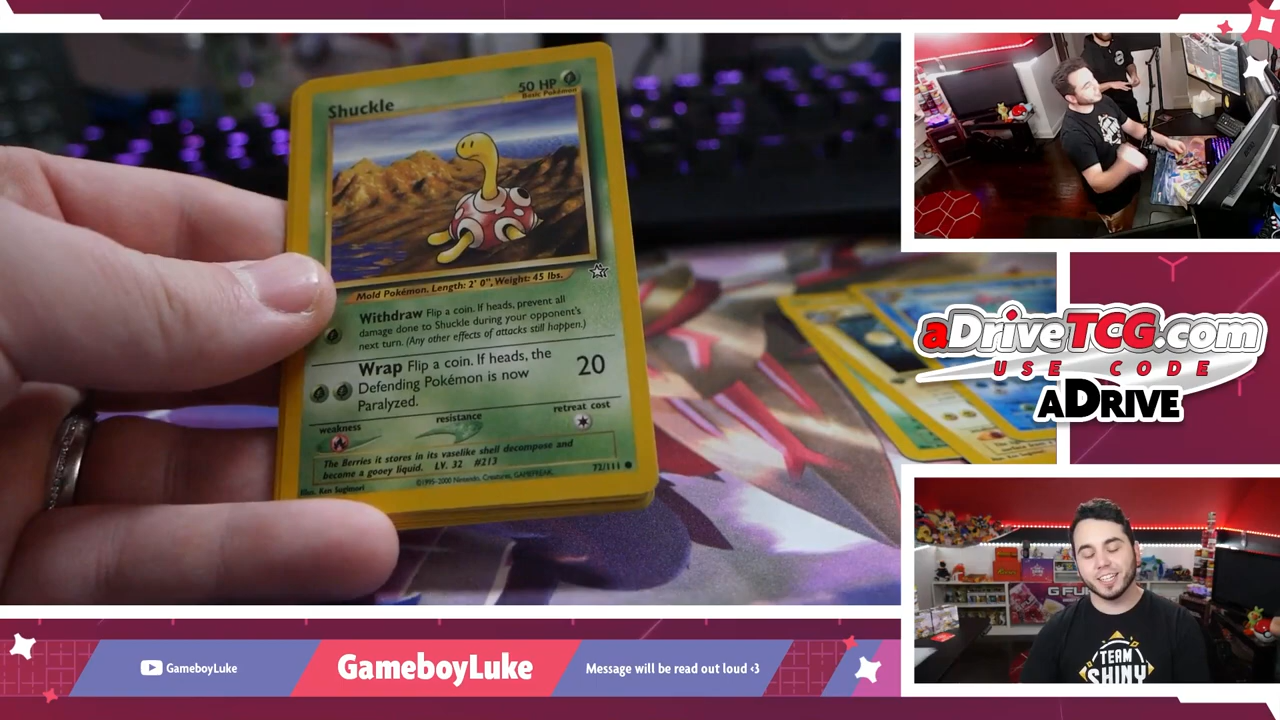 Shuckle
50 HP
Basic Pokémon
Mold Pokémon. Length: 2' 0", Weight: 45 lbs.
Withdraw Flip a coin. If heads, prevent all
damage done to Shuckle during your opponent's
next turn. (Any other effects of attacks still happen.)
Wrap Flip a coin. If heads, the
Defending Pokémon is now
Paralyzed.
20
weakness
resistance
retreat cost
The Berries it stores in its vaselike shell decompose and
become a gooey liquid. LV. 32 #213
Illus. Ken Sugimori
©1995-2000 Nintendo, Creatures, GAMEFREAK.
72/111
aDriveTCG.com
USE CODE
aDRIVE
G FUEL
TEAM
SHINY
GameboyLuke
GameboyLuke
Message will be read out loud <3